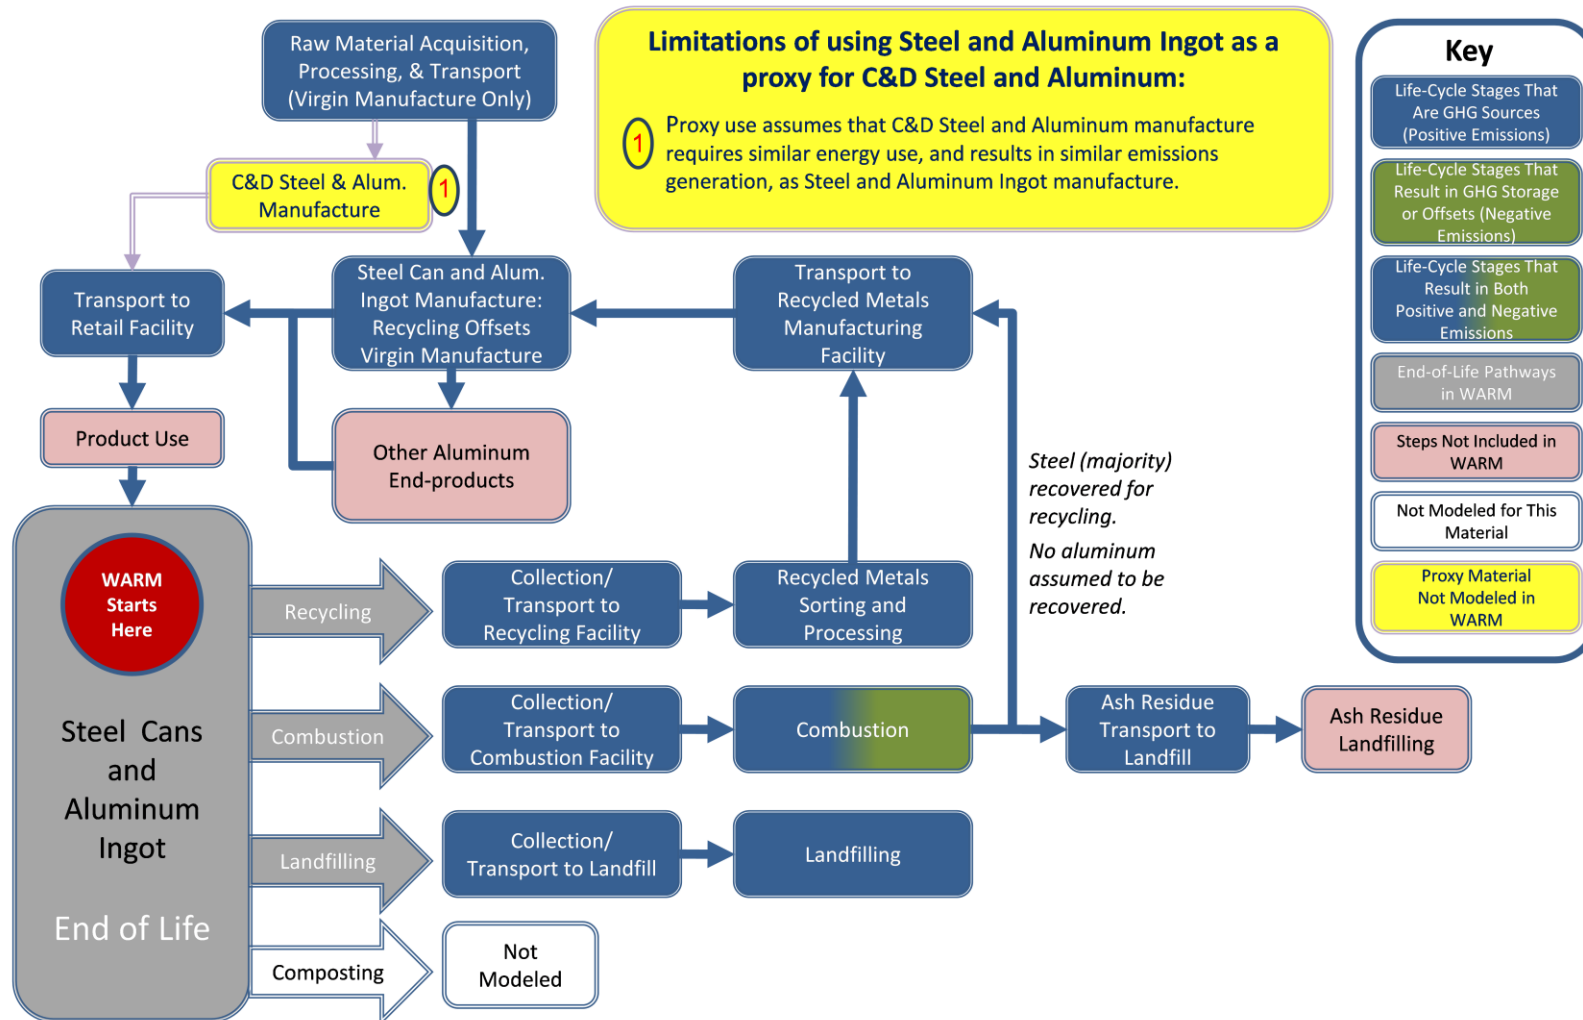 Raw Material Acquisition,
Processing, & Transport
(Virgin Manufacture Only)
Limitations of using Steel and Aluminum Ingot as a
proxy for C&D Steel and Aluminum:
1
Proxy use assumes that C&D Steel and Aluminum manufacture
requires similar energy use, and results in similar emissions
generation, as Steel and Aluminum Ingot manufacture.
C&D Steel & Alum.
Manufacture
1
Transport to
Retail Facility
Steel Can and Alum.
Ingot Manufacture:
Recycling Offsets
Virgin Manufacture
Transport to
Recycled Metals
Manufacturing
Facility
Product Use
Other Aluminum
End-products
Steel (majority)
recovered for
recycling.
No aluminum
assumed to be
recovered.
WARM
Starts
Here
Steel Cans
and
Aluminum
Ingot
End of Life
Recycling
Collection/
Transport to
Recycling Facility
Recycled Metals
Sorting and
Processing
Combustion
Collection/
Transport to
Combustion Facility
Combustion
Ash Residue
Transport to
Landfill
Ash Residue
Landfilling
Landfilling
Collection/
Transport to Landfill
Landfilling
Composting
Not
Modeled
Key
Life-Cycle Stages That
Are GHG Sources
(Positive Emissions)
Life-Cycle Stages That
Result in GHG Storage
or Offsets (Negative
Emissions)
Life-Cycle Stages That
Result in Both
Positive and Negative
Emissions
End-of-Life Pathways
in WARM
Steps Not Included in
WARM
Not Modeled for This
Material
Proxy Material
Not Modeled in
WARM